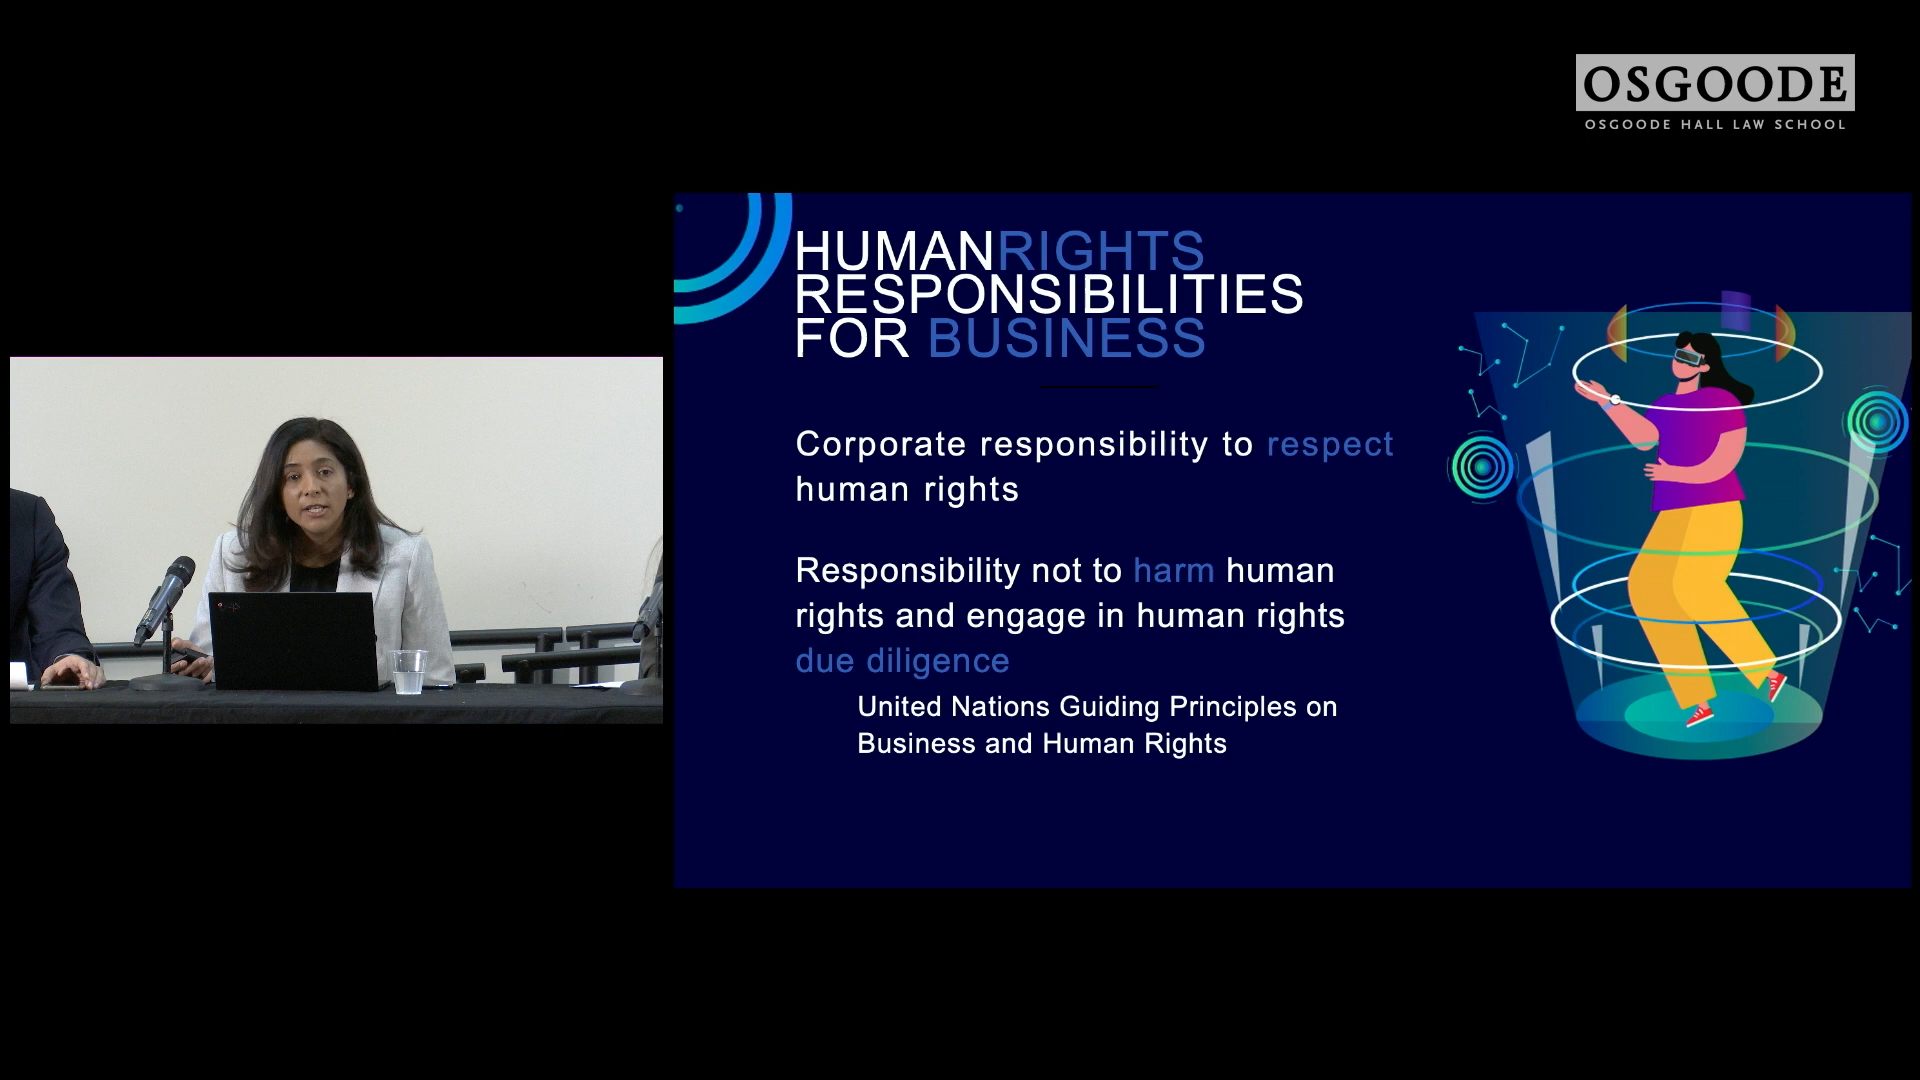 OSGOODE
OSGOODE HALL LAW SCHOOL
HUMANRIGHTS
RESPONSIBILITIES
FOR BUSINESS
Corporate responsibility to respect
human rights
Responsibility not to harm human
rights and engage in human rights
due diligence
United Nations Guiding Principles on
Business and Human Rights